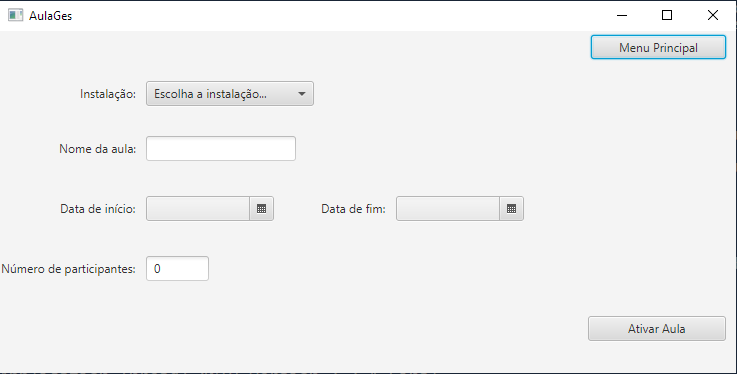 AulaGes
Menu Principal
Instalação: Escolha a instalação...
Nome da aula:
Data de início: Data de fim:
Número de participantes: 0
Ativar Aula